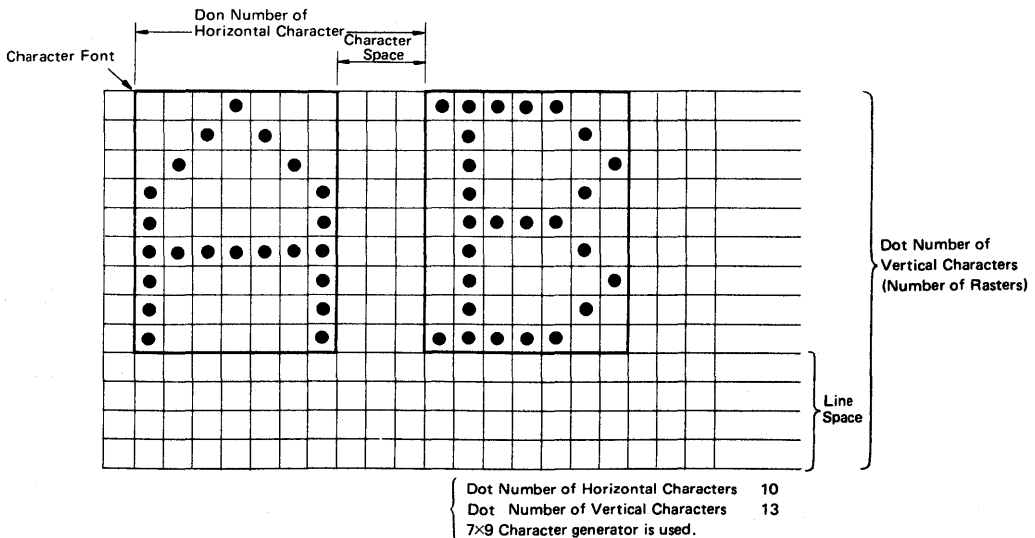 Don Number of
Horizontal Character
Character
Space
Character Font
Dot Number of
Vertical Characters
(Number of Rasters)
Line
Space
Dot Number of Horizontal Characters 10
Dot Number of Vertical Characters 13
7×9 Character generator is used.